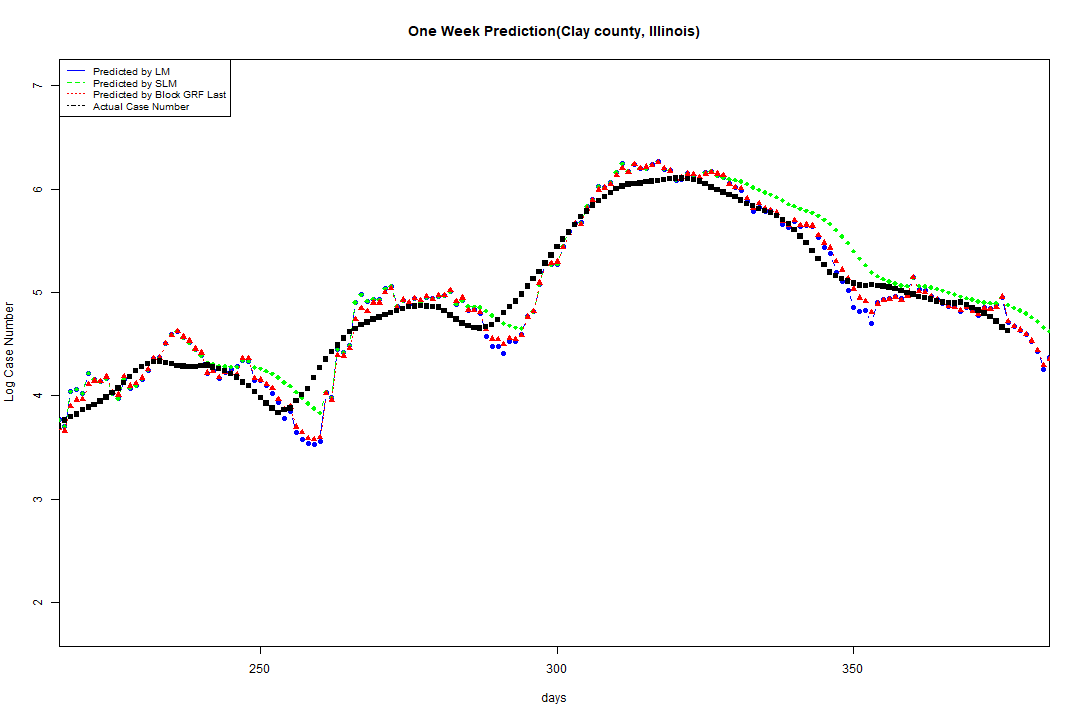 One Week Prediction(Clay county, Illinois)
Predicted by LM
Predicted by SLM
Predicted by Block GRF Last
Actual Case Number
Log Case Number
7
6
5
4
3
2
250
300
350
days